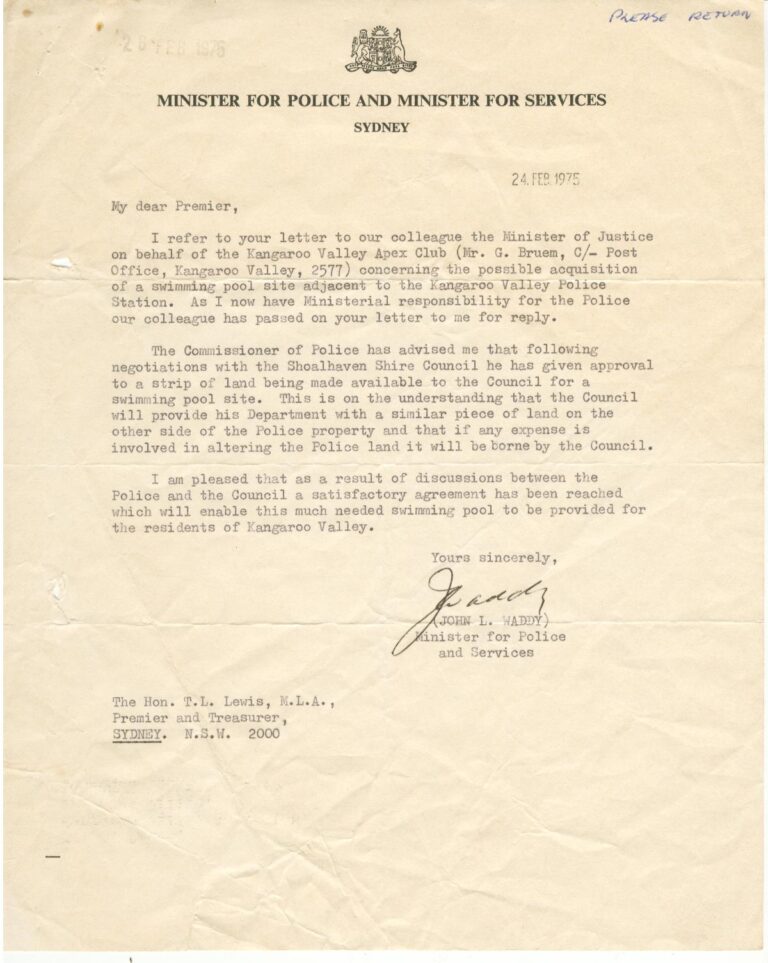 PLEASE RETURN
26 FEB 1975
MINISTER FOR POLICE AND MINISTER FOR SERVICES
SYDNEY
24. FEB. 1975
My dear Premier,
I refer to your letter to our colleague the Minister of Justice
on behalf of the Kangaroo Valley Apex Club (Mr. G. Bruem, C/- Post
Office, Kangaroo Valley, 2577) concerning the possible acquisition
of a swimming pool site adjacent to the Kangaroo Valley Police
Station. As I now have Ministerial responsibility for the Police
our colleague has passed on your letter to me for reply.
The Commissioner of Police has advised me that following
negotiations with the Shoalhaven Shire Council he has given approval
to a strip of land being made available to the Council for a
swimming pool site. This is on the understanding that the Council
will provide his Department with a similar piece of land on the
other side of the Police property and that if any expense is
involved in altering the Police land it will be borne by the Council.
I am pleased that as a result of discussions between the
Police and the Council a satisfactory agreement has been reached
which will enable this much needed swimming pool to be provided for
the residents of Kangaroo Valley.
Yours sincerely,
J Waddy
(JOHN L. WADDY)
Minister for Police
and Services
The Hon. T.L. Lewis, M.L.A.,
Premier and Treasurer,
SYDNEY. N.S.W. 2000